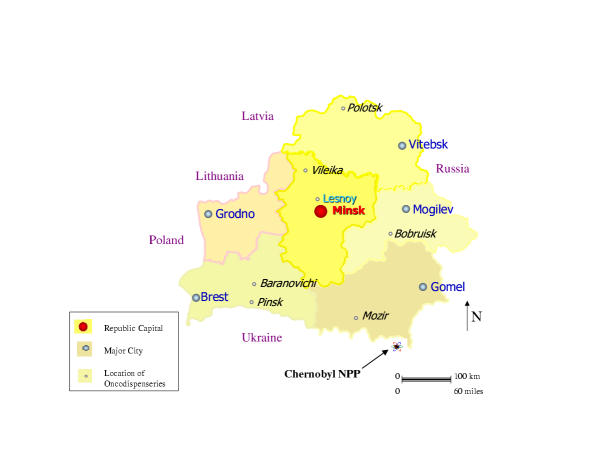 Polotsk
Latvia
Vitebsk
Vileika
Russia
Lithuania
Lesnoy
Minsk
Mogilev
Grodno
Bobruisk
Poland
Baranovichi
Gomel
Brest
Pinsk
Mozir
N
Ukraine
Republic Capital
Major City
Location of
Oncodispenseries
Chernobyl NPP
0 100 km
0 60 miles